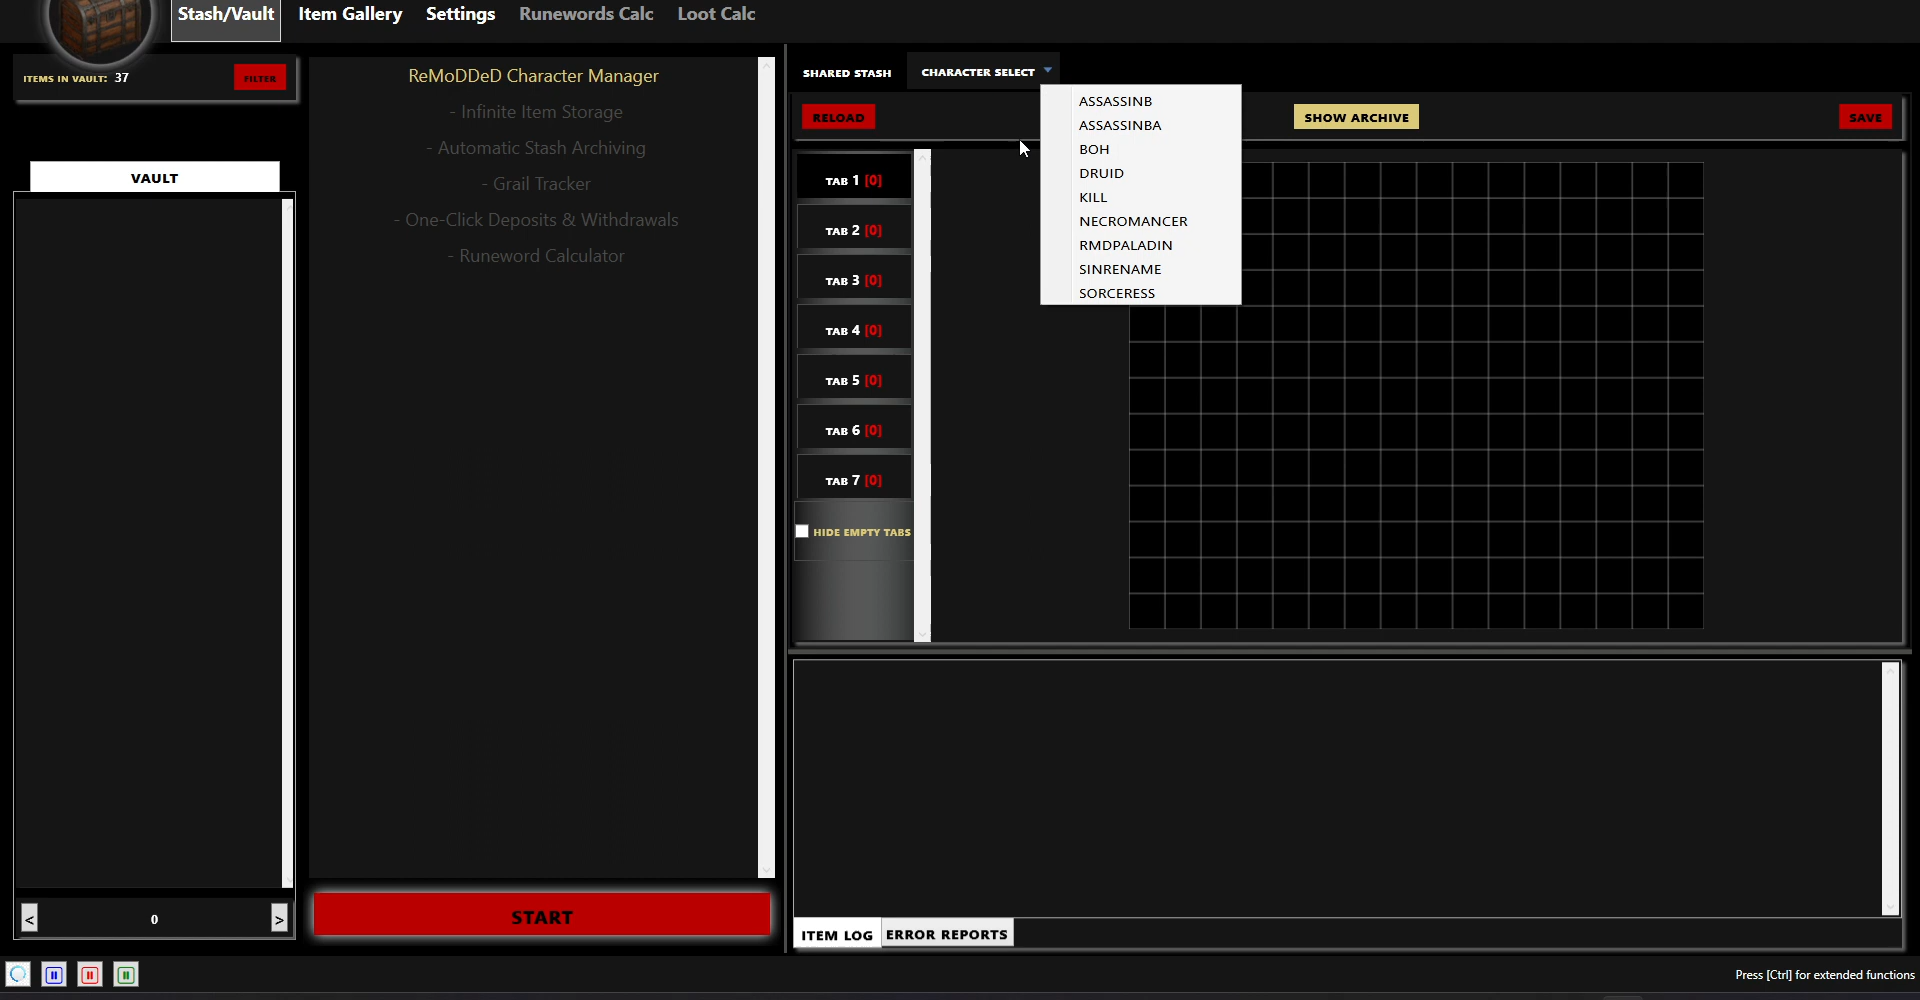 Stash/Vault Item Gallery Settings Runewords Calc Loot Calc
ITEMS IN VAULT: 37 FILTER
VAULT
< 0 >
ReMoDDeD Character Manager
- Infinite Item Storage
- Automatic Stash Archiving
- Grail Tracker
- One-Click Deposits & Withdrawals
- Runeword Calculator
START
SHARED STASH CHARACTER SELECT
RELOAD SHOW ARCHIVE SAVE
ASSASSINB
ASSASSINBA
BOH
DRUID
KILL
NECROMANCER
RMDPALADIN
SINRENAME
SORCERESS
TAB 1 [0]
TAB 2 [0]
TAB 3 [0]
TAB 4 [0]
TAB 5 [0]
TAB 6 [0]
TAB 7 [0]
HIDE EMPTY TABS
ITEM LOG ERROR REPORTS
Press [Ctrl] for extended functions